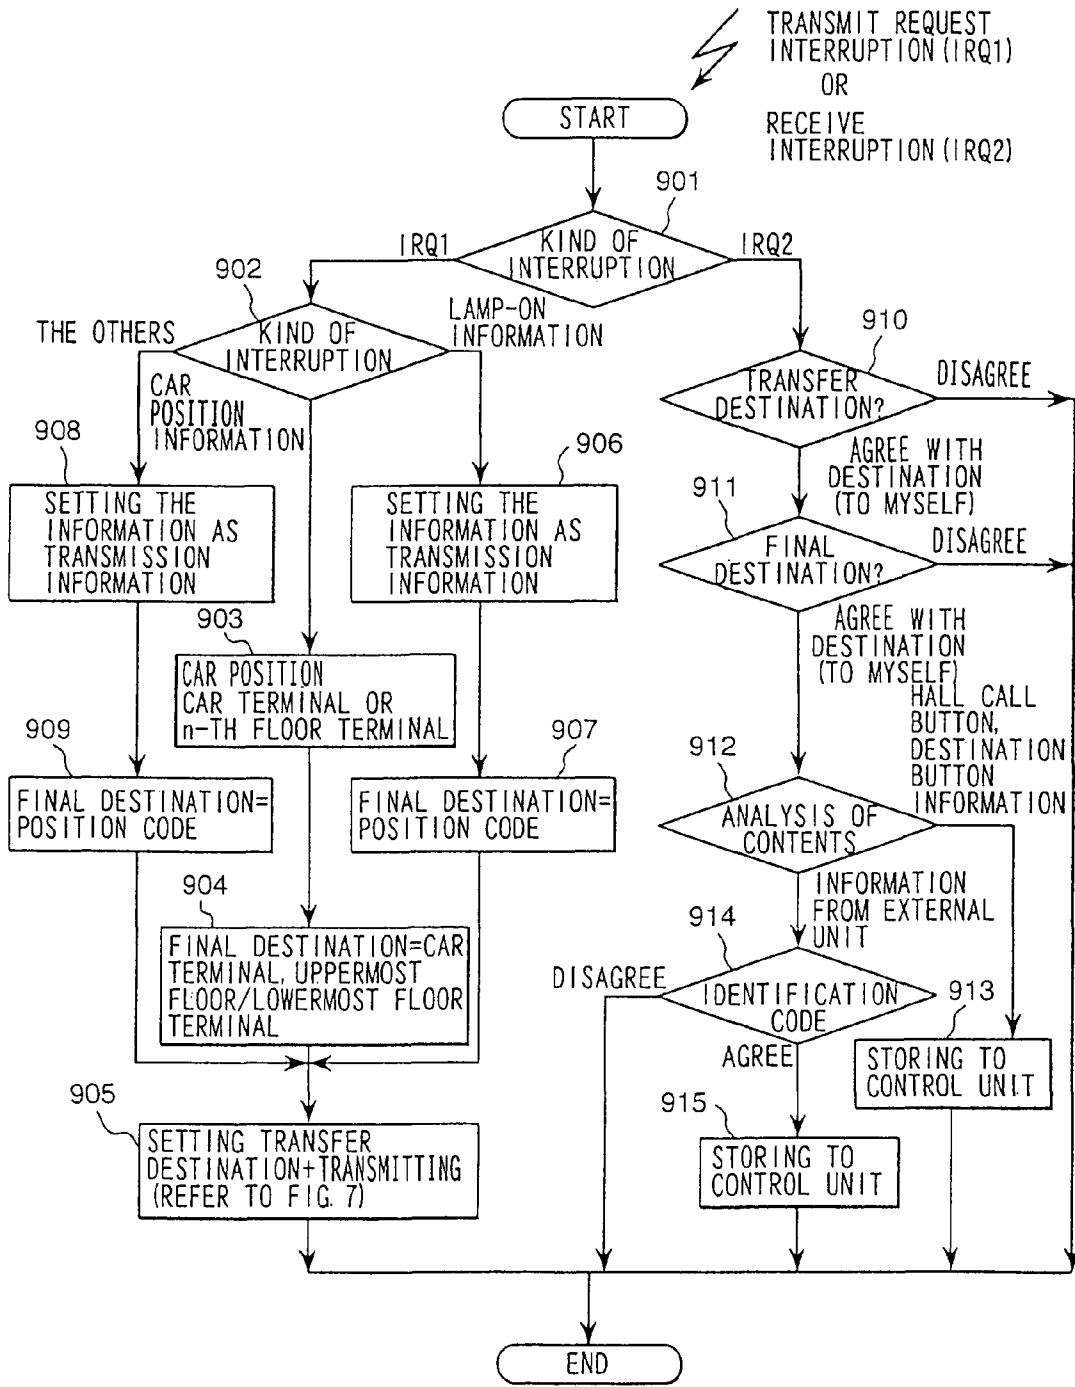 TRANSMIT REQUEST
INTERRUPTION (IRQ1)
OR
RECEIVE
INTERRUPTION (IRQ2)
START
901
KIND OF
INTERRUPTION
IRQ1
IRQ2
902
KIND OF
INTERRUPTION
THE OTHERS
LAMP-ON
INFORMATION
CAR
POSITION
INFORMATION
908
SETTING THE
INFORMATION AS
TRANSMISSION
INFORMATION
906
SETTING THE
INFORMATION AS
TRANSMISSION
INFORMATION
903
CAR POSITION
CAR TERMINAL OR
n-TH FLOOR TERMINAL
909
FINAL DESTINATION=
POSITION CODE
907
FINAL DESTINATION=
POSITION CODE
904
FINAL DESTINATION=CAR
TERMINAL, UPPERMOST
FLOOR/LOWERMOST FLOOR
TERMINAL
905
SETTING TRANSFER
DESTINATION+TRANSMITTING
(REFER TO FIG. 7)
910
TRANSFER
DESTINATION?
DISAGREE
AGREE WITH
DESTINATION
(TO MYSELF)
911
FINAL
DESTINATION?
DISAGREE
AGREE WITH
DESTINATION
(TO MYSELF)
HALL CALL
BUTTON,
DESTINATION
BUTTON
INFORMATION
912
ANALYSIS OF
CONTENTS
INFORMATION
FROM EXTERNAL
UNIT
914
IDENTIFICATION
CODE
DISAGREE
AGREE
913
STORING TO
CONTROL UNIT
915
STORING TO
CONTROL UNIT
END